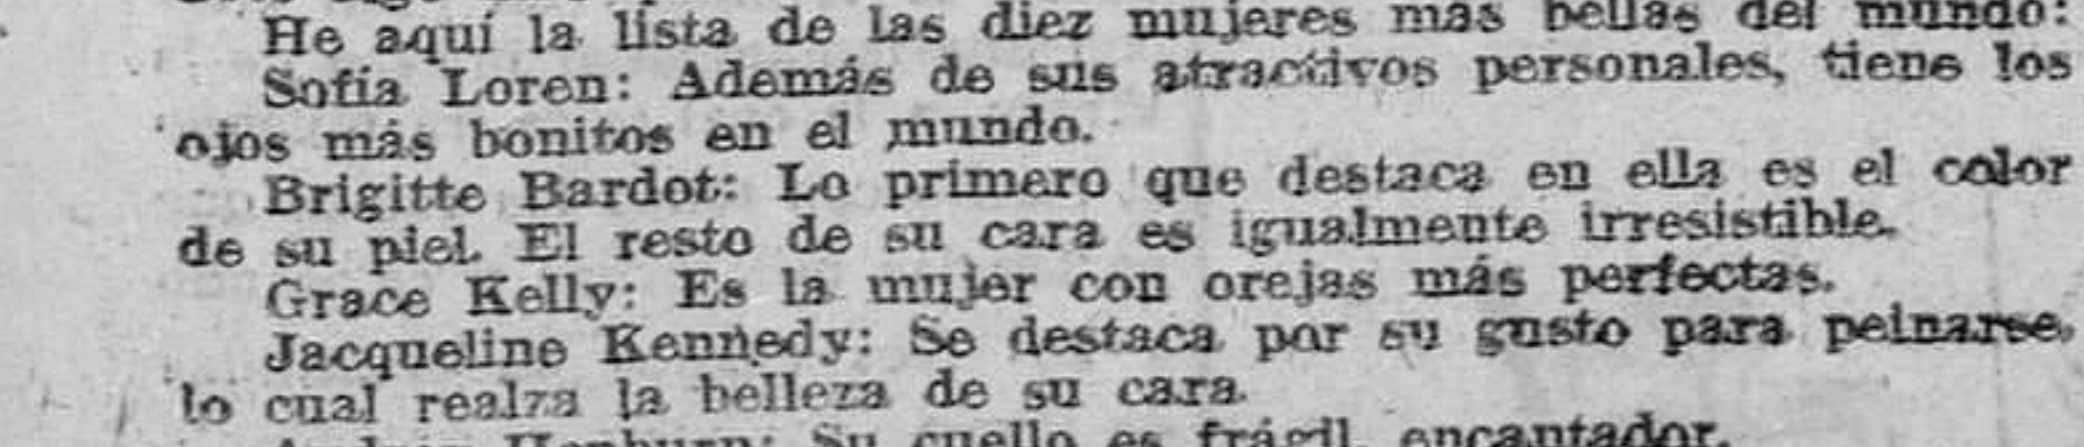 He aquí la lista de las diez mujeres más bellas del mundo:
Sofía Loren: Además de sus atractivos personales, tiene los
ojos más bonitos en el mundo.
Brigitte Bardot: Lo primero que destaca en ella es el color
de su piel. El resto de su cara es igualmente irresistible.
Grace Kelly: Es la mujer con orejas más perfectas.
Jacqueline Kennedy: Se destaca por su gusto para peinarse,
lo cual realza la belleza de su cara.
Hepburn: Su cuello es frágil, encantador.